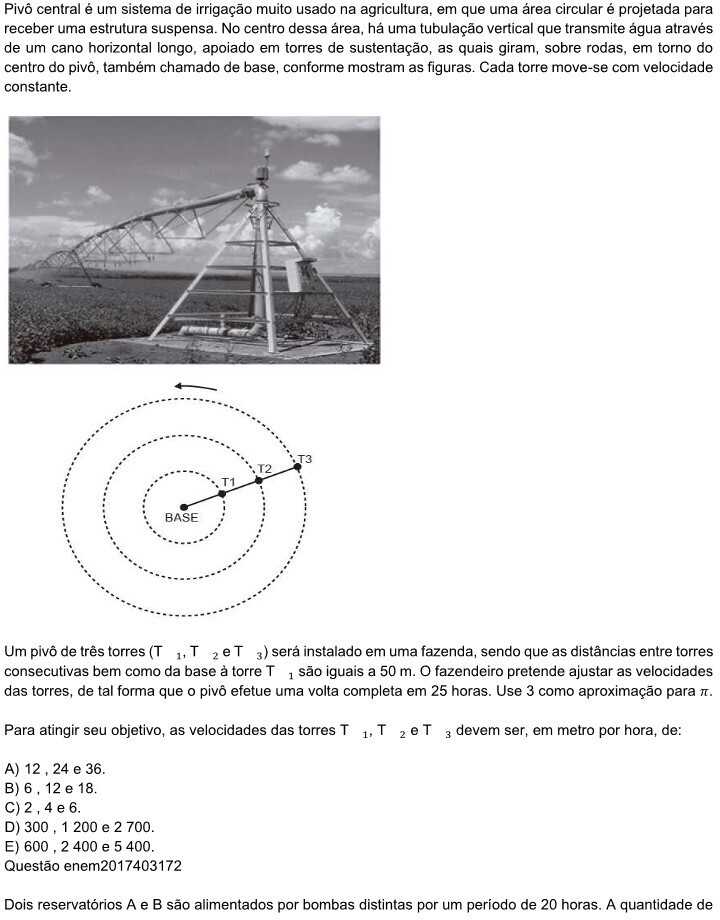 Pivô central é um sistema de irrigação muito usado na agricultura, em que uma área circular é projetada para
receber uma estrutura suspensa. No centro dessa área, há uma tubulação vertical que transmite água através
de um cano horizontal longo, apoiado em torres de sustentação, as quais giram, sobre rodas, em torno do
centro do pivô, também chamado de base, conforme mostram as figuras. Cada torre move-se com velocidade
constante.
T3
T2
T1
BASE
Um pivô de três torres (T ₁, T ₂ e T ₃) será instalado em uma fazenda, sendo que as distâncias entre torres
consecutivas bem como da base à torre T ₁ são iguais a 50 m. O fazendeiro pretende ajustar as velocidades
das torres, de tal forma que o pivô efetue uma volta completa em 25 horas. Use 3 como aproximação para π.
Para atingir seu objetivo, as velocidades das torres T ₁, T ₂ e T ₃ devem ser, em metro por hora, de:
A) 12 , 24 e 36.
B) 6 , 12 e 18.
C) 2 , 4 e 6.
D) 300 , 1 200 e 2 700.
E) 600 , 2 400 e 5 400.
Questão enem2017403172
Dois reservatórios A e B são alimentados por bombas distintas por um período de 20 horas. A quantidade de